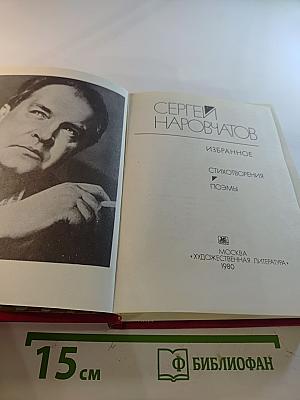 СЕРГЕЙ
НАРОВЧАТОВ
ИЗБРАННОЕ
СТИХОТВОРЕНИЯ
ПОЭМЫ
МОСКВА
«ХУДОЖЕСТВЕННАЯ ЛИТЕРАТУРА»
1980
15 см
Ф БИБЛИОФАН